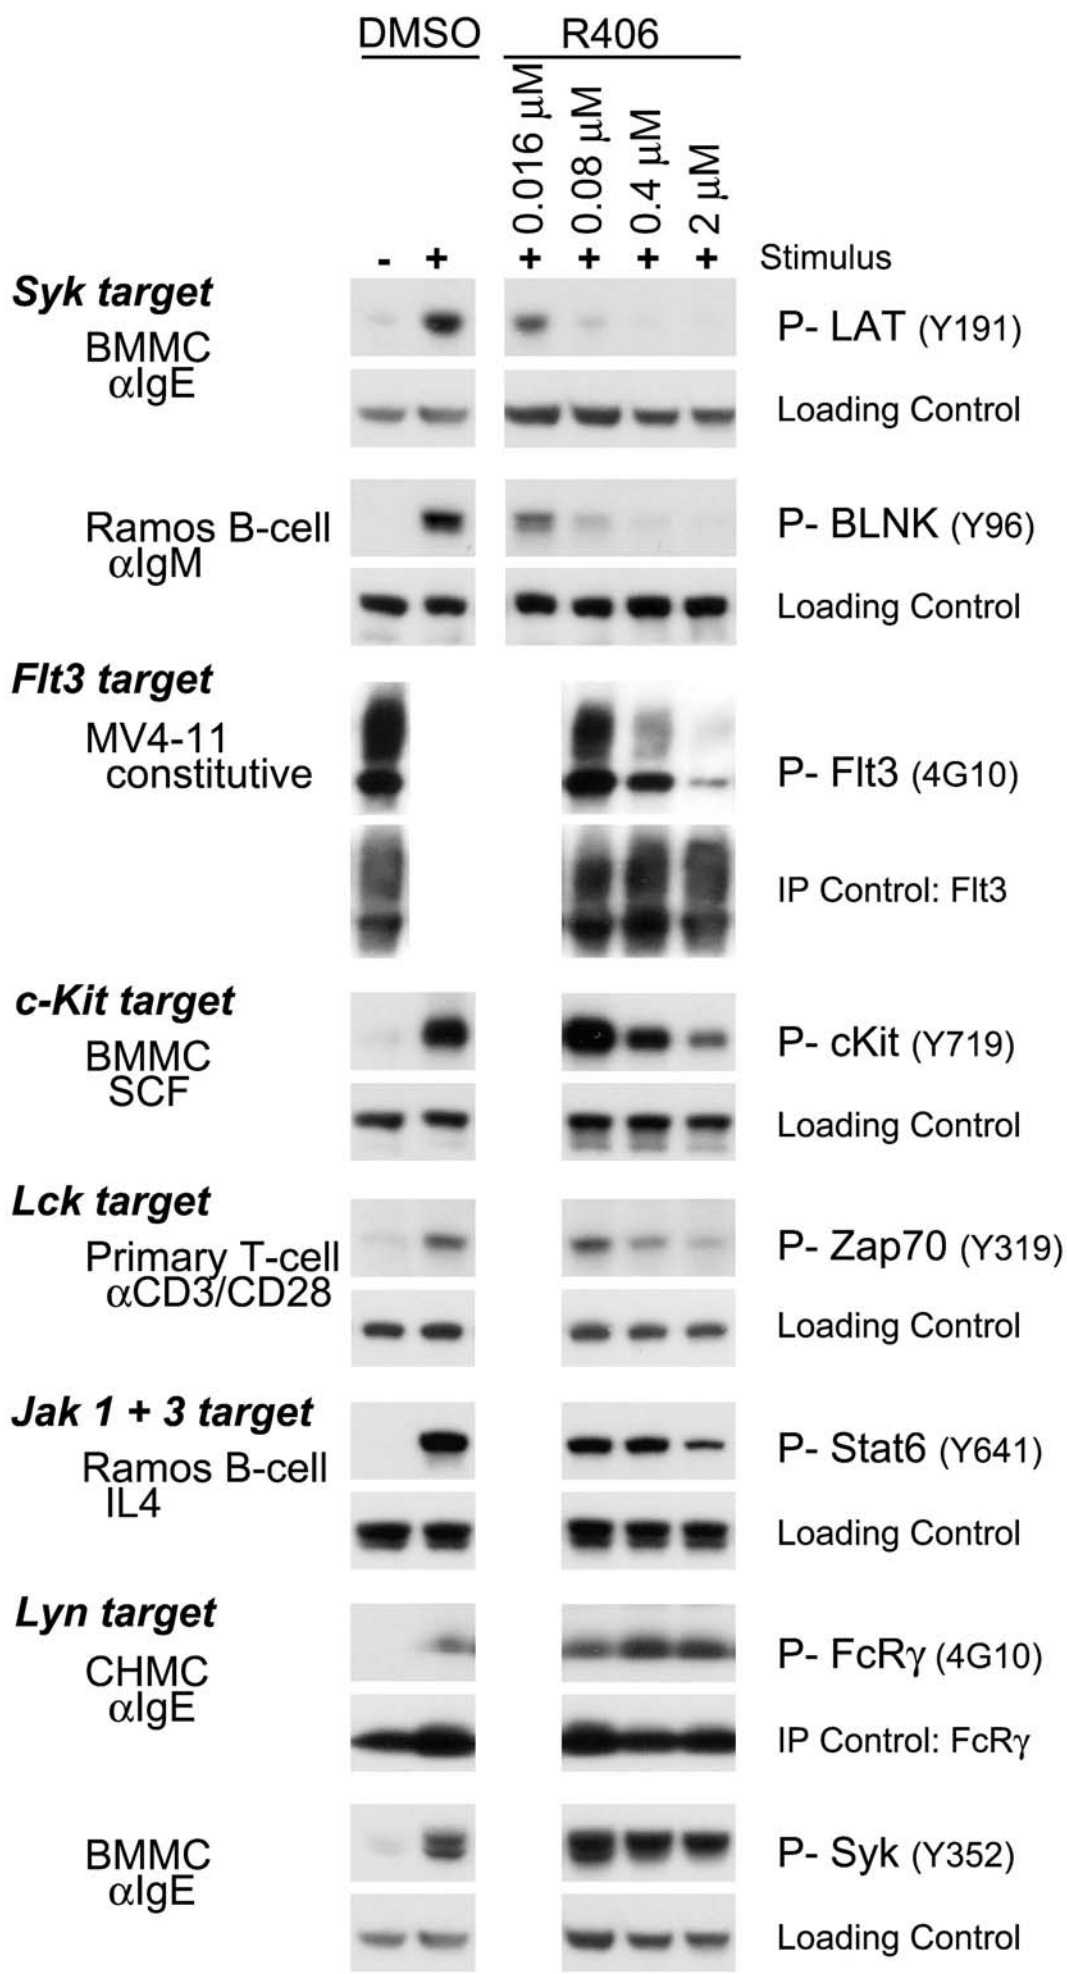 DMSO R406
0.016 μM 0.08 μM 0.4 μM 2 μM
- + + + + + Stimulus
Syk target
BMMC
αIgE
P- LAT (Y191)
Loading Control
Ramos B-cell
αIgM
P- BLNK (Y96)
Loading Control
Flt3 target
MV4-11
constitutive
P- Flt3 (4G10)
IP Control: Flt3
c-Kit target
BMMC
SCF
P- cKit (Y719)
Loading Control
Lck target
Primary T-cell
αCD3/CD28
P- Zap70 (Y319)
Loading Control
Jak 1 + 3 target
Ramos B-cell
IL4
P- Stat6 (Y641)
Loading Control
Lyn target
CHMC
αIgE
P- FcRγ (4G10)
IP Control: FcRγ
BMMC
αIgE
P- Syk (Y352)
Loading Control